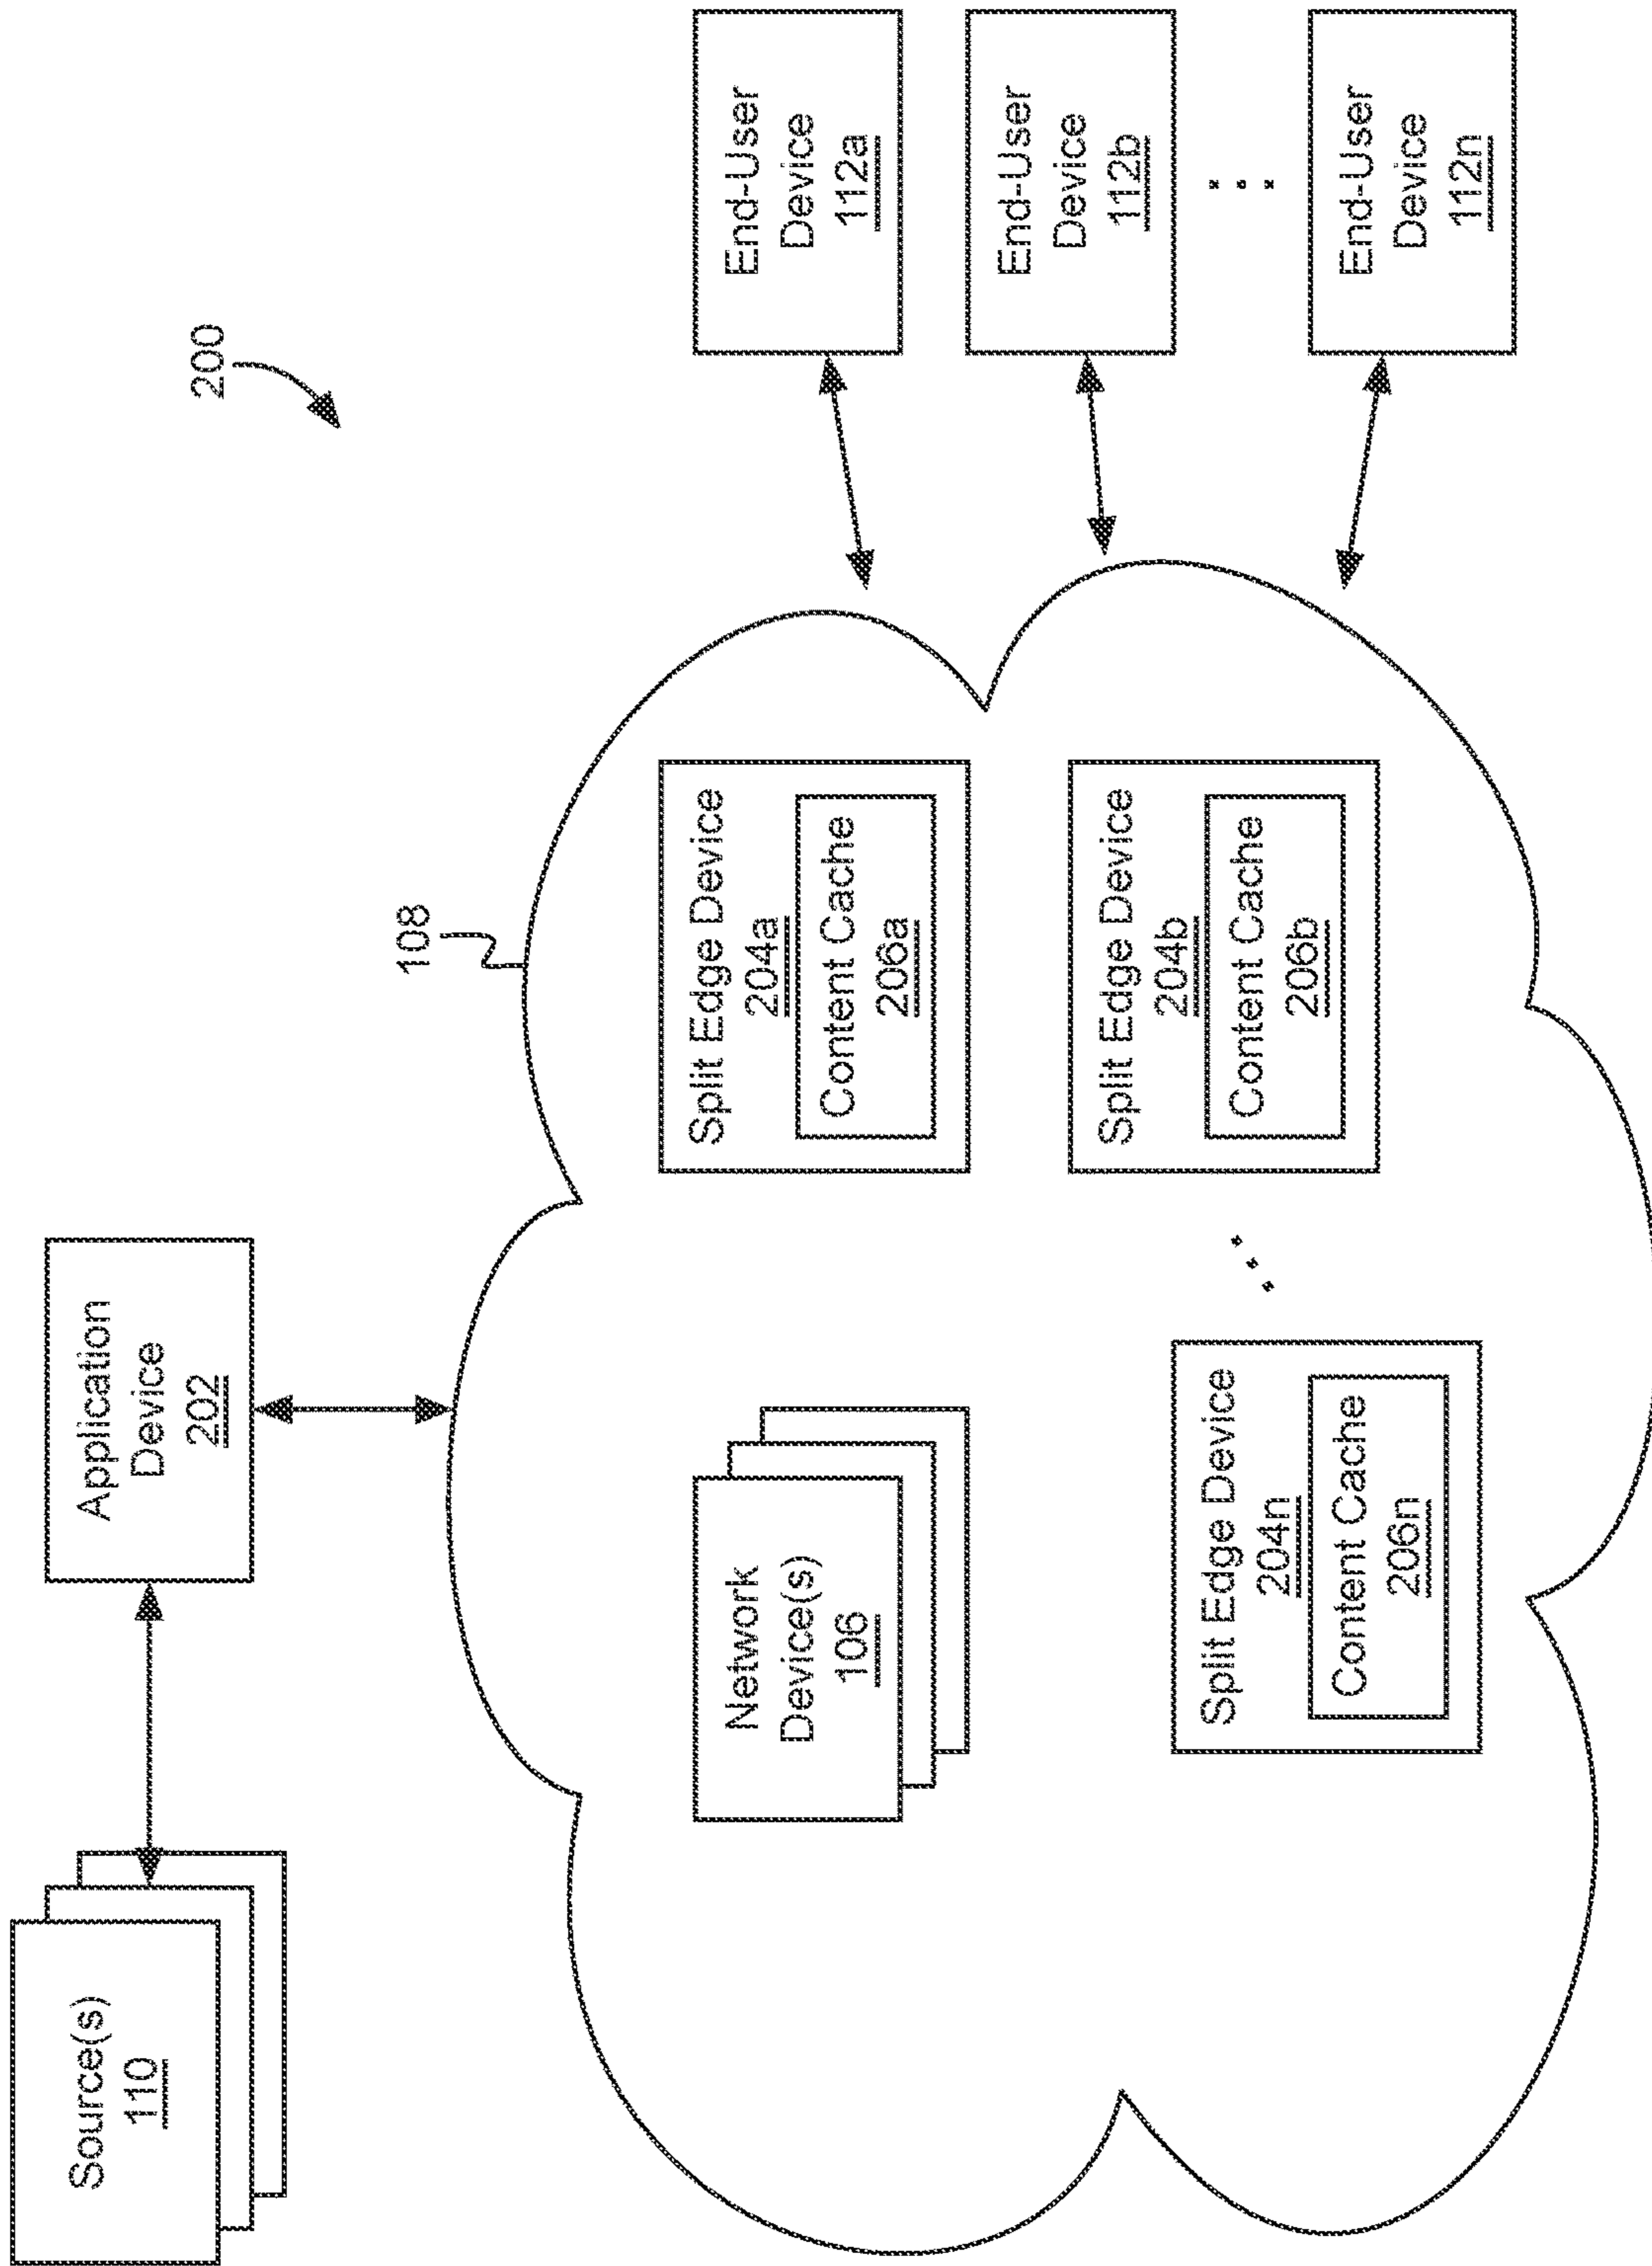 200
Source(s)
110
Application
Device
202
108
Network
Device(s)
106
Split Edge Device
204a
Content Cache
206a
Split Edge Device
204b
Content Cache
206b
Split Edge Device
204n
Content Cache
206n
End-User
Device
112a
End-User
Device
112b
End-User
Device
112n